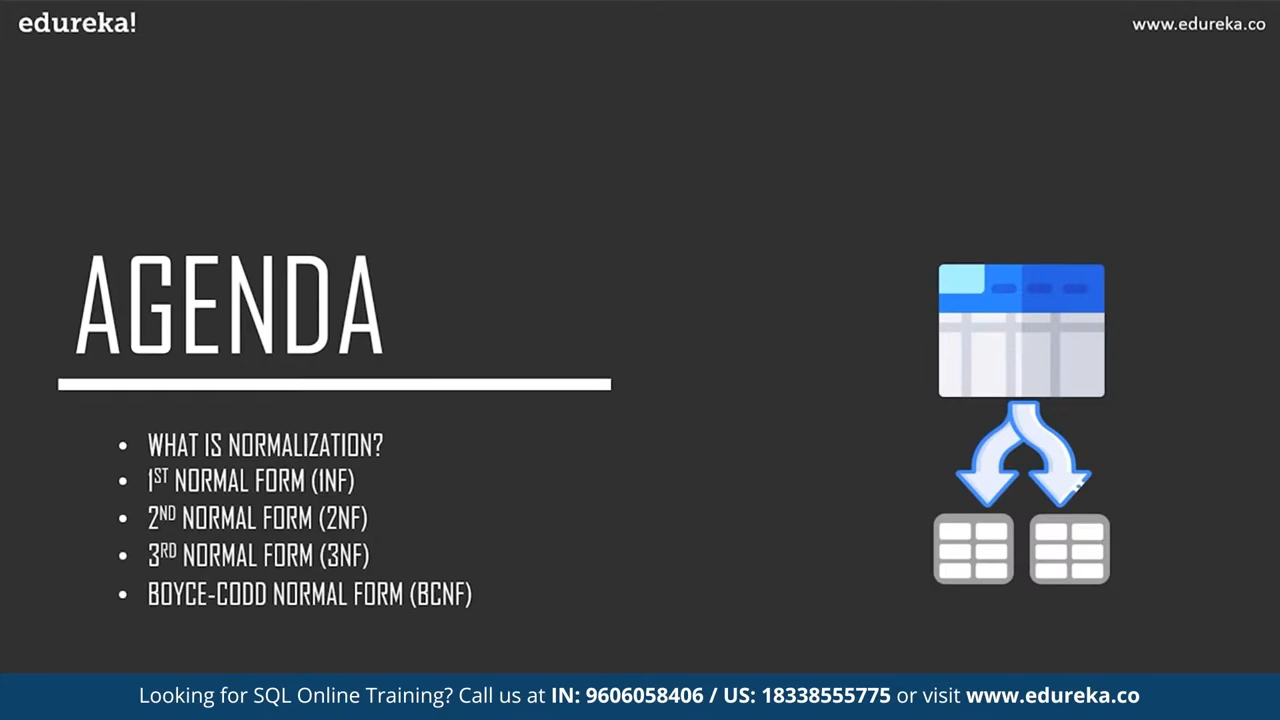 edureka!
www.edureka.co
AGENDA
• WHAT IS NORMALIZATION?
• 1ST NORMAL FORM (1NF)
• 2ND NORMAL FORM (2NF)
• 3RD NORMAL FORM (3NF)
• BOYCE-CODD NORMAL FORM (BCNF)
Looking for SQL Online Training? Call us at IN: 9606058406 / US: 18338555775 or visit www.edureka.co